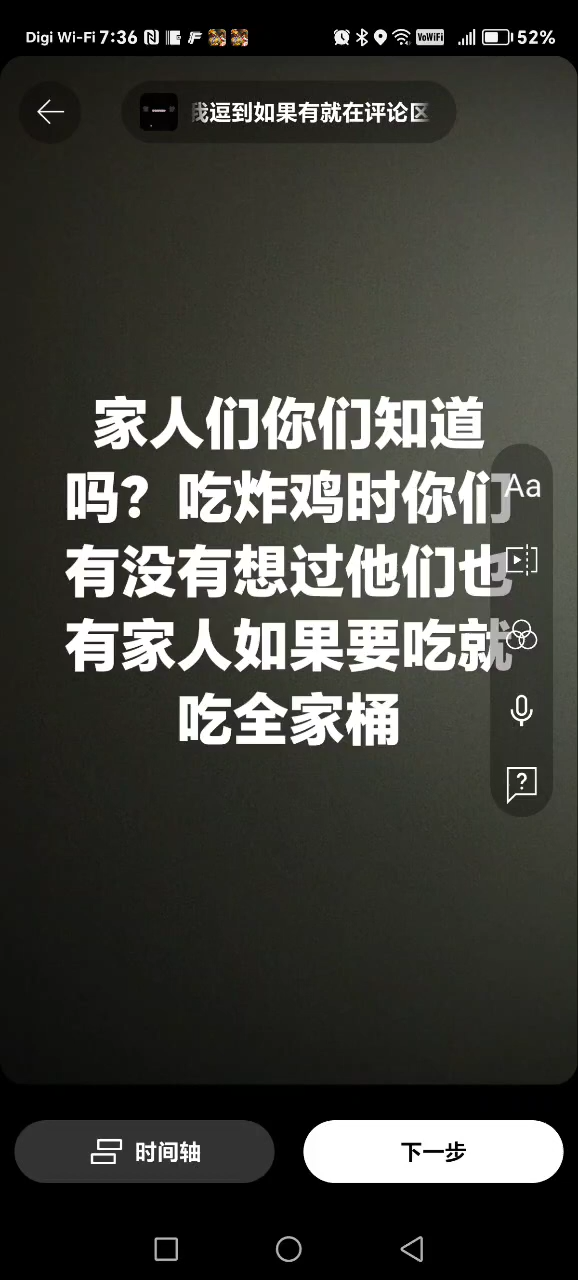 Digi Wi-Fi 7:36
VoWiFi
52%
我逗到如果有就在评论区
家人们你们知道
吗？吃炸鸡时你们
有没有想过他们也
有家人如果要吃就
吃全家桶
Aa
?
时间轴
下一步